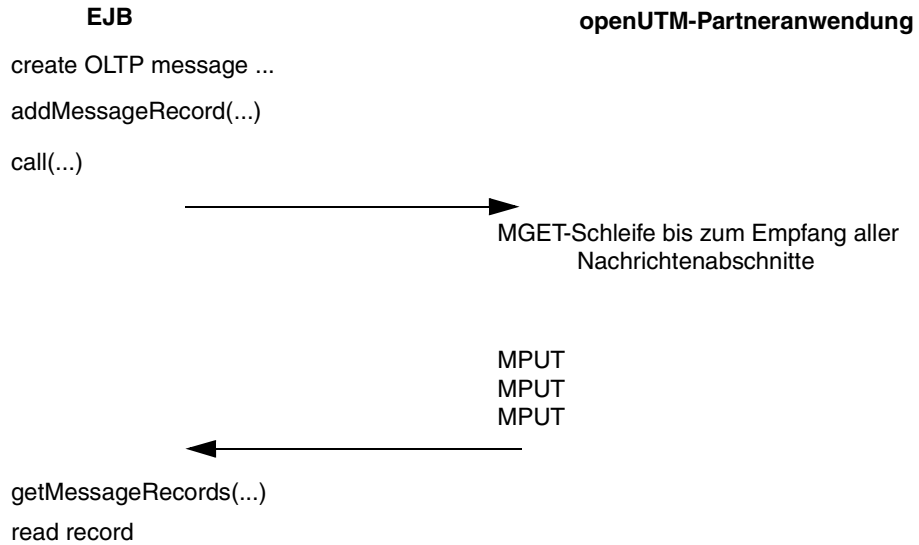 EJB
openUTM-Partneranwendung
create OLTP message ...
addMessageRecord(...)
call(...)
MGET-Schleife bis zum Empfang aller
Nachrichtenabschnitte
MPUT
MPUT
MPUT
getMessageRecords(...)
read record